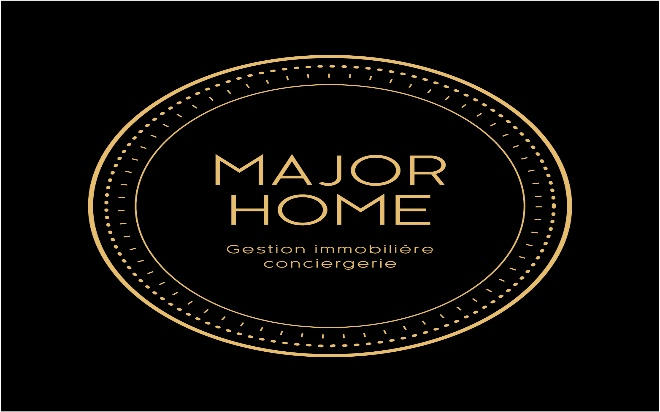 MAJOR
HOME
Gestion immobilière
conciergerie